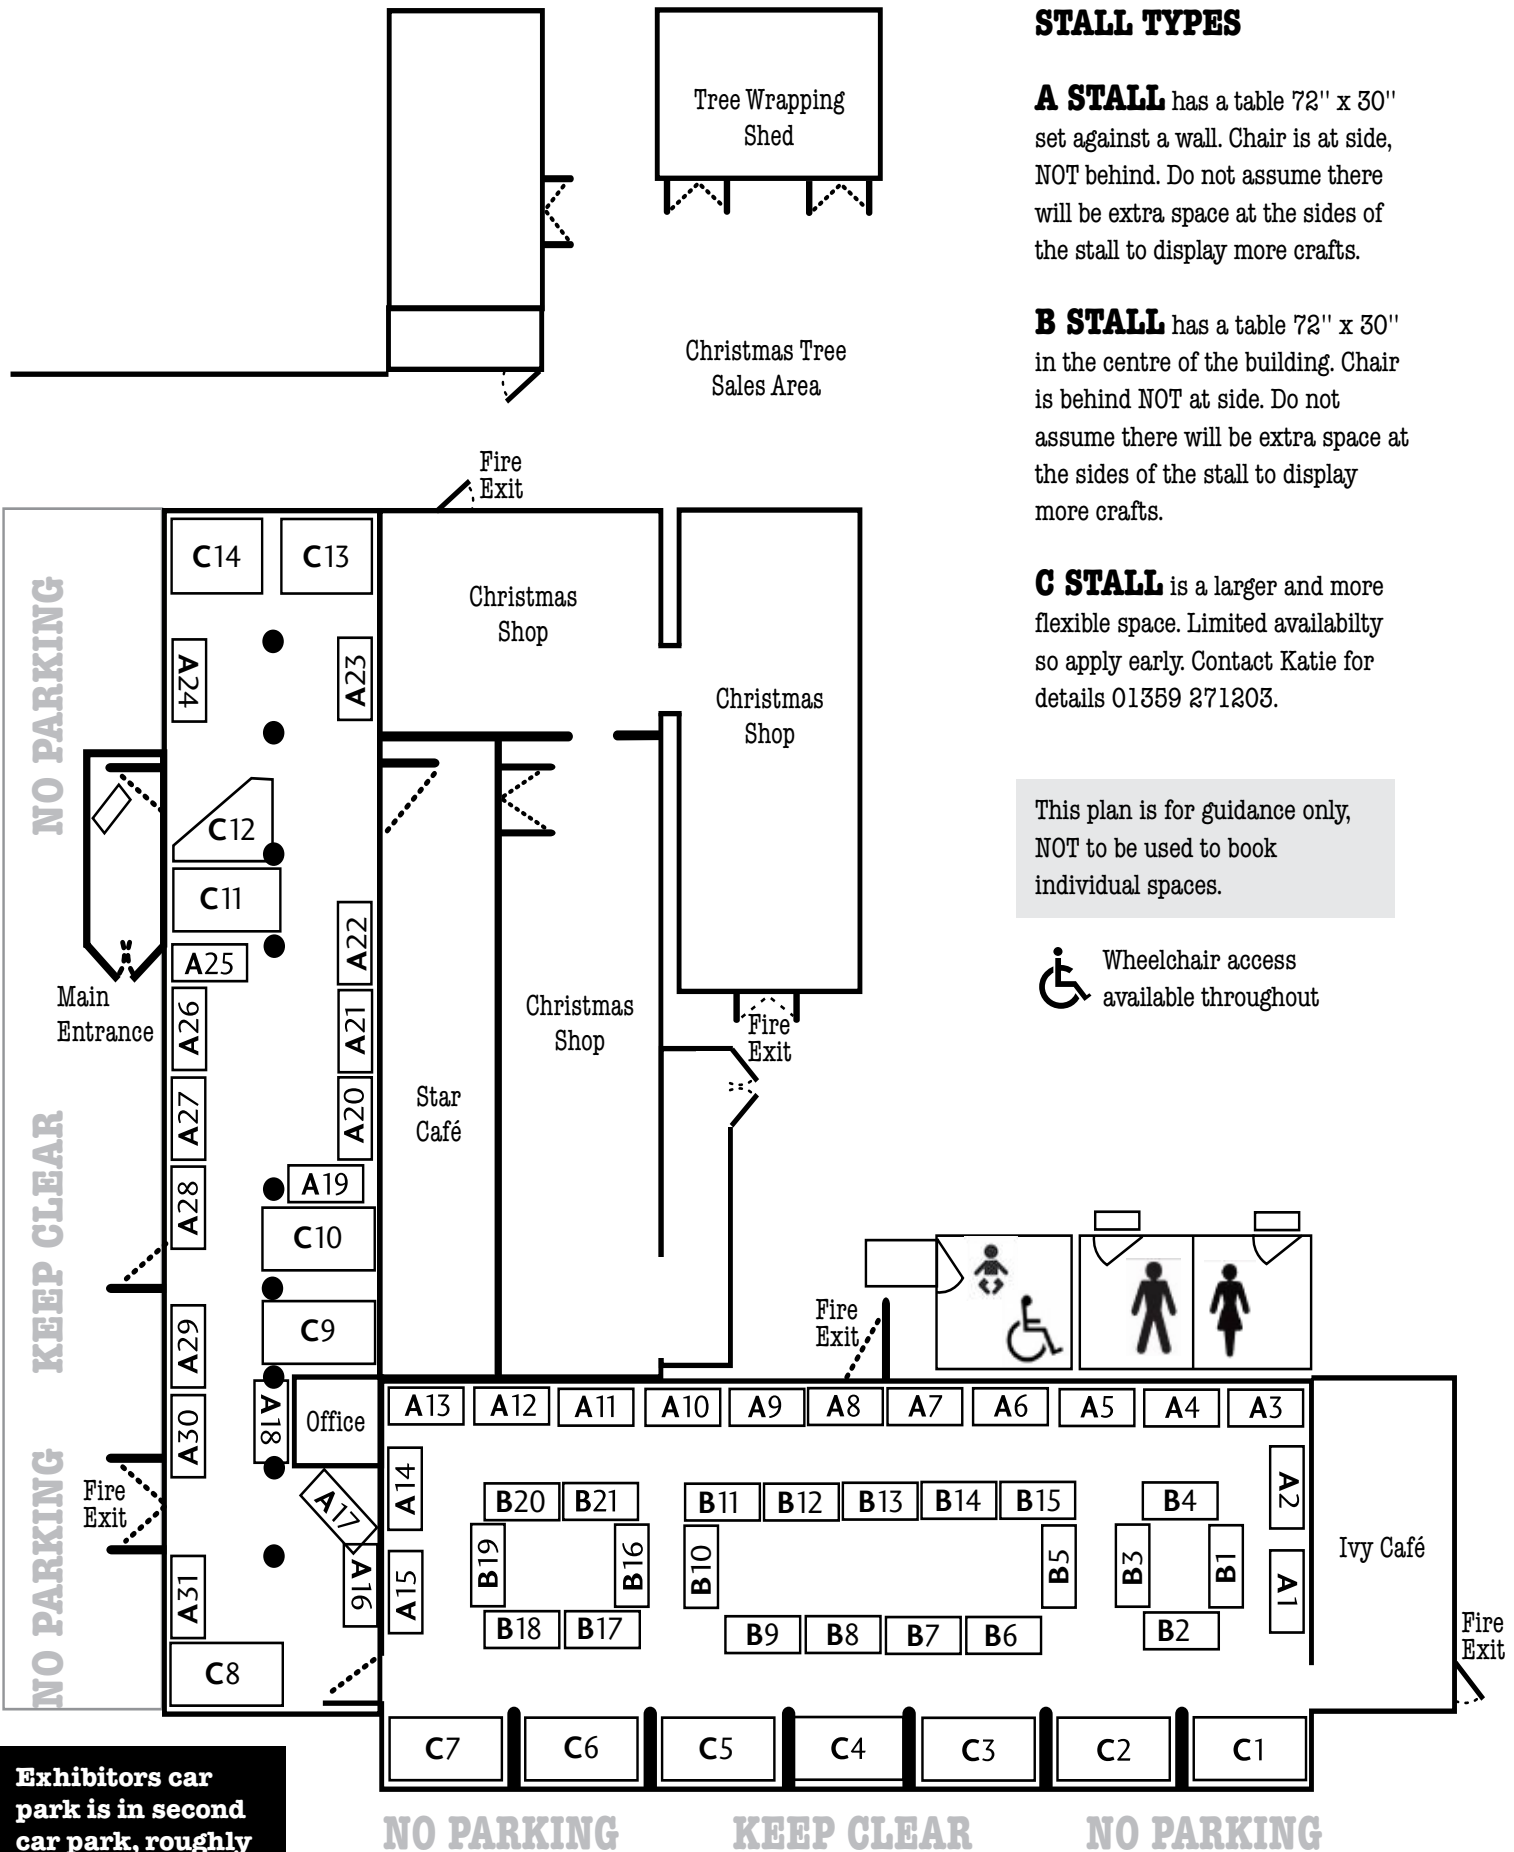 STALL TYPES
A STALL has a table 72" x 30"
set against a wall. Chair is at side,
NOT behind. Do not assume there
will be extra space at the sides of
the stall to display more crafts.
B STALL has a table 72" x 30"
in the centre of the building. Chair
is behind NOT at side. Do not
assume there will be extra space at
the sides of the stall to display
more crafts.
C STALL is a larger and more
flexible space. Limited availabilty
so apply early. Contact Katie for
details 01359 271203.
This plan is for guidance only,
NOT to be used to book
individual spaces.
Wheelchair access
available throughout
Tree Wrapping
Shed
Christmas Tree
Sales Area
Fire
Exit
C14
C13
A24
A23
Christmas
Shop
Christmas
Shop
NO PARKING
C12
C11
A25
A22
Main
Entrance
A26
A21
Christmas
Shop
Fire
Exit
A27
A20
Star
Café
KEEP CLEAR
A28
A19
C10
A29
C9
Fire
Exit
A30
A18
Office
A13
A12
A11
A10
A9
A8
A7
A6
A5
A4
A3
NO PARKING
Fire
Exit
A17
A14
B20
B21
B11
B12
B13
B14
B15
B4
A2
A31
A16
A15
B19
B16
B10
B5
B3
B1
A1
Ivy Café
B18
B17
B9
B8
B7
B6
B2
Fire
Exit
C8
C7
C6
C5
C4
C3
C2
C1
Exhibitors car
park is in second
car park, roughly
NO PARKING
KEEP CLEAR
NO PARKING